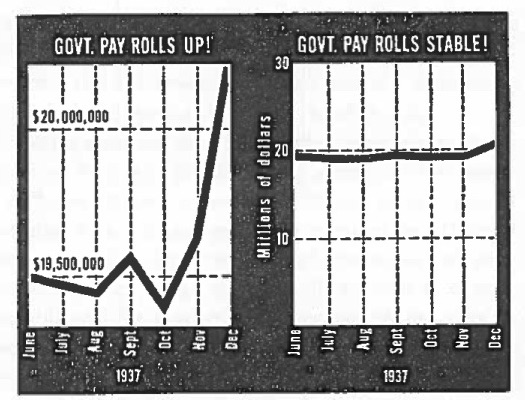 GOVT. PAY ROLLS UP!
$20,000,000
$19,500,000
June July Aug Sept Oct Nov Dec
1937
GOVT. PAY ROLLS STABLE!
Millions of dollars
30
20
10
June July Aug Sept Oct Nov Dec
1937